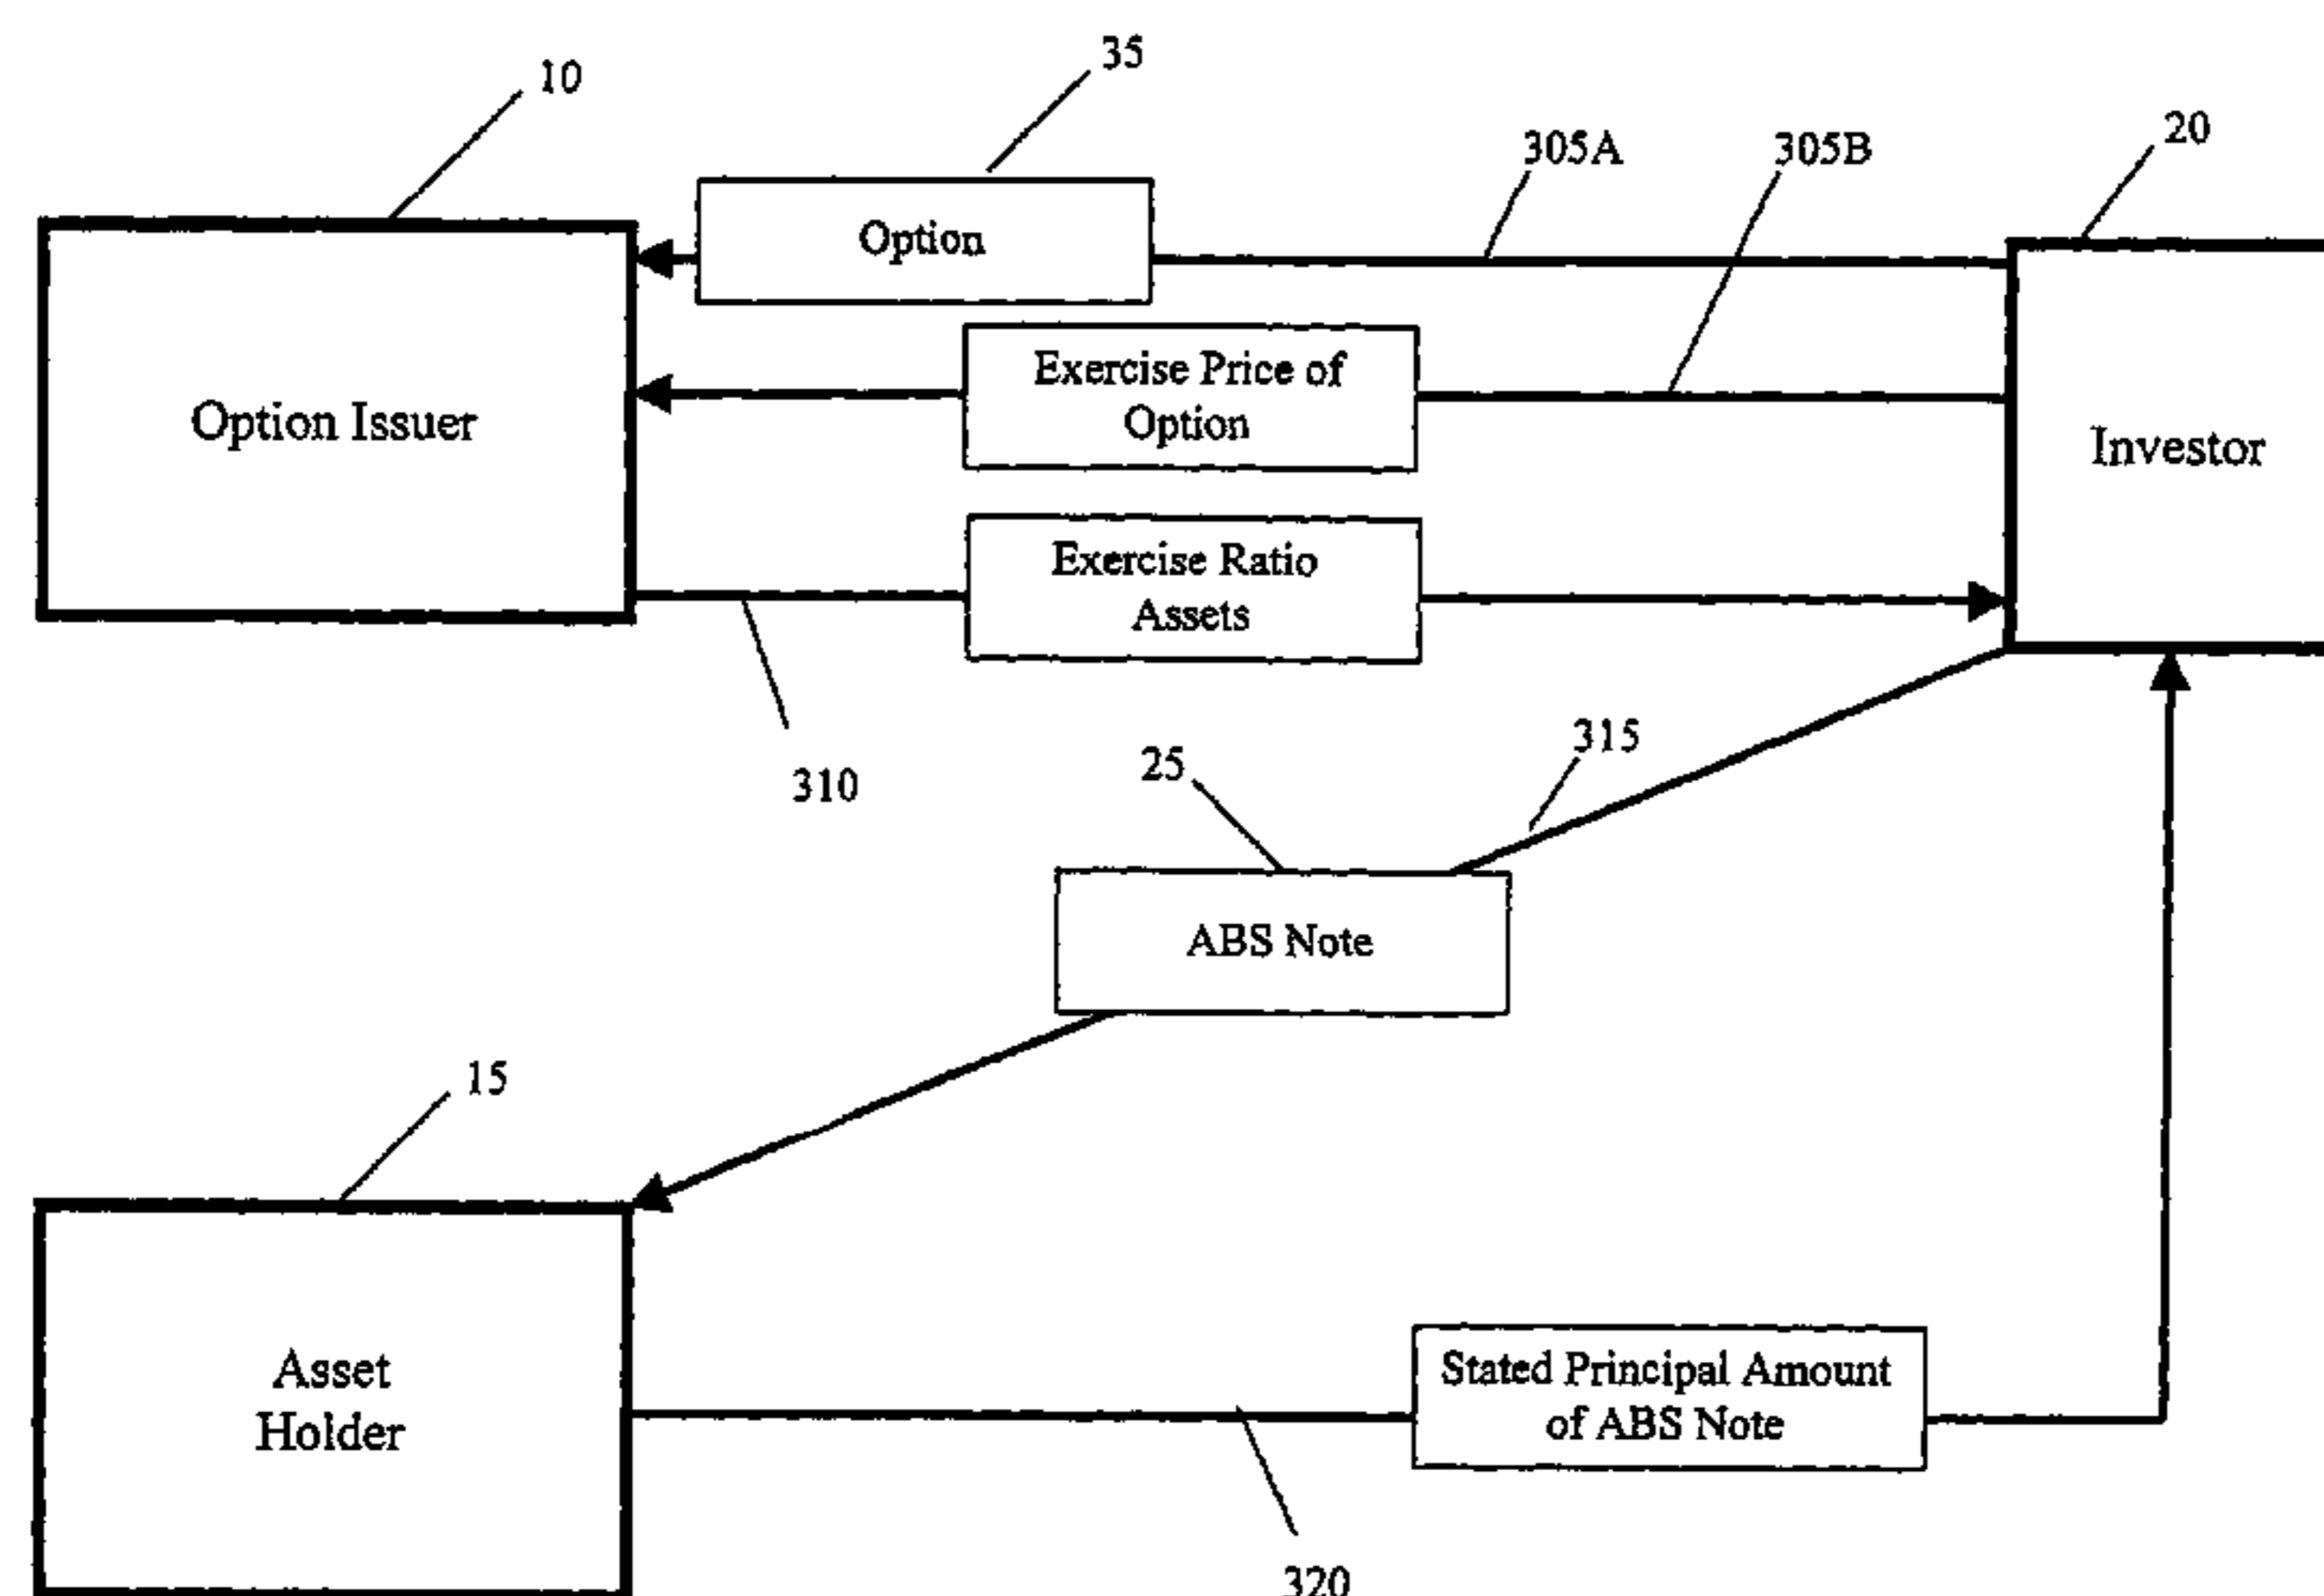 35
10
305A
305B
20
Option
Exercise Price of
Option
Option Issuer
Investor
Exercise Ratio
Assets
310
25
315
ABS Note
15
Asset
Holder
Stated Principal Amount
of ABS Note
320